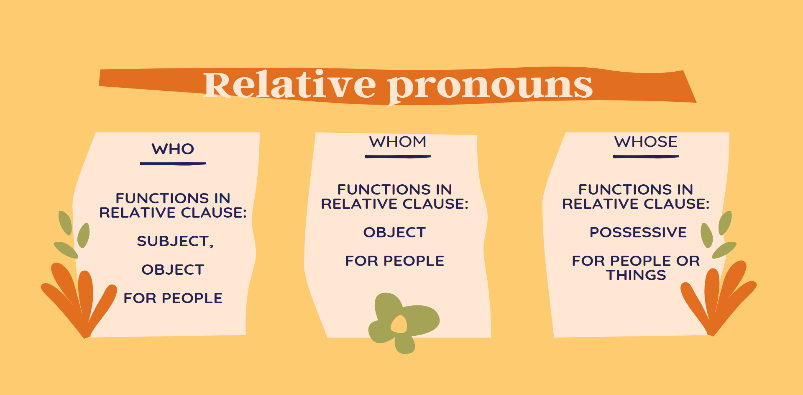 Relative pronouns
WHO
FUNCTIONS IN
RELATIVE CLAUSE:
SUBJECT,
OBJECT
FOR PEOPLE
WHOM
FUNCTIONS IN
RELATIVE CLAUSE:
OBJECT
FOR PEOPLE
WHOSE
FUNCTIONS IN
RELATIVE CLAUSE:
POSSESSIVE
FOR PEOPLE OR
THINGS